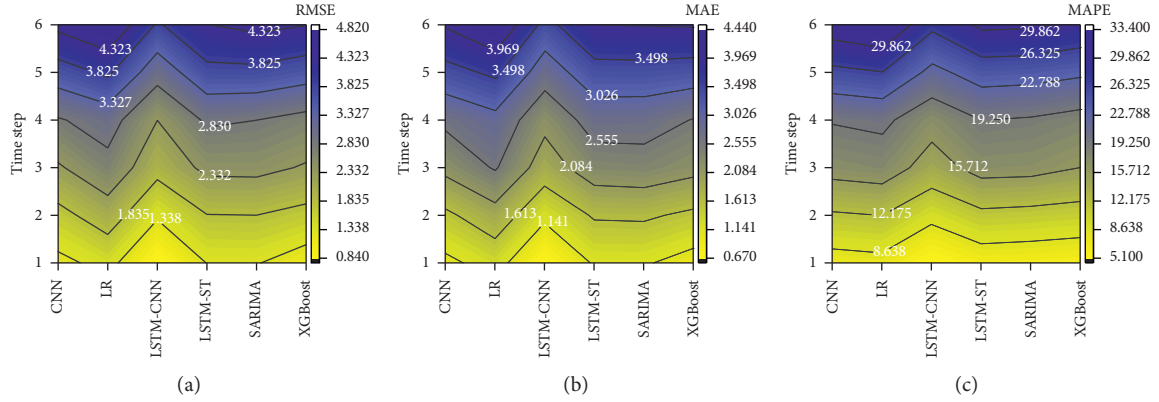 RMSE
6
5
4
3
2
1
Time step
4.323
3.825
3.327
1.835
1.338
2.332
2.830
3.825
4.323
4.820
4.323
3.825
3.327
2.830
2.332
1.835
1.338
0.840
CNN
LR
LSTM-CNN
LSTM-ST
SARIMA
XGBoost
(a)
MAE
6
5
4
3
2
1
Time step
3.969
3.498
1.613
1.141
2.084
2.555
3.026
3.498
4.440
3.969
3.498
3.026
2.555
2.084
1.613
1.141
0.670
CNN
LR
LSTM-CNN
LSTM-ST
SARIMA
XGBoost
(b)
MAPE
6
5
4
3
2
1
Time step
29.862
12.175
8.638
15.712
19.250
22.788
26.325
29.862
33.400
29.862
26.325
22.788
19.250
15.712
12.175
8.638
5.100
CNN
LR
LSTM-CNN
LSTM-ST
SARIMA
XGBoost
(c)